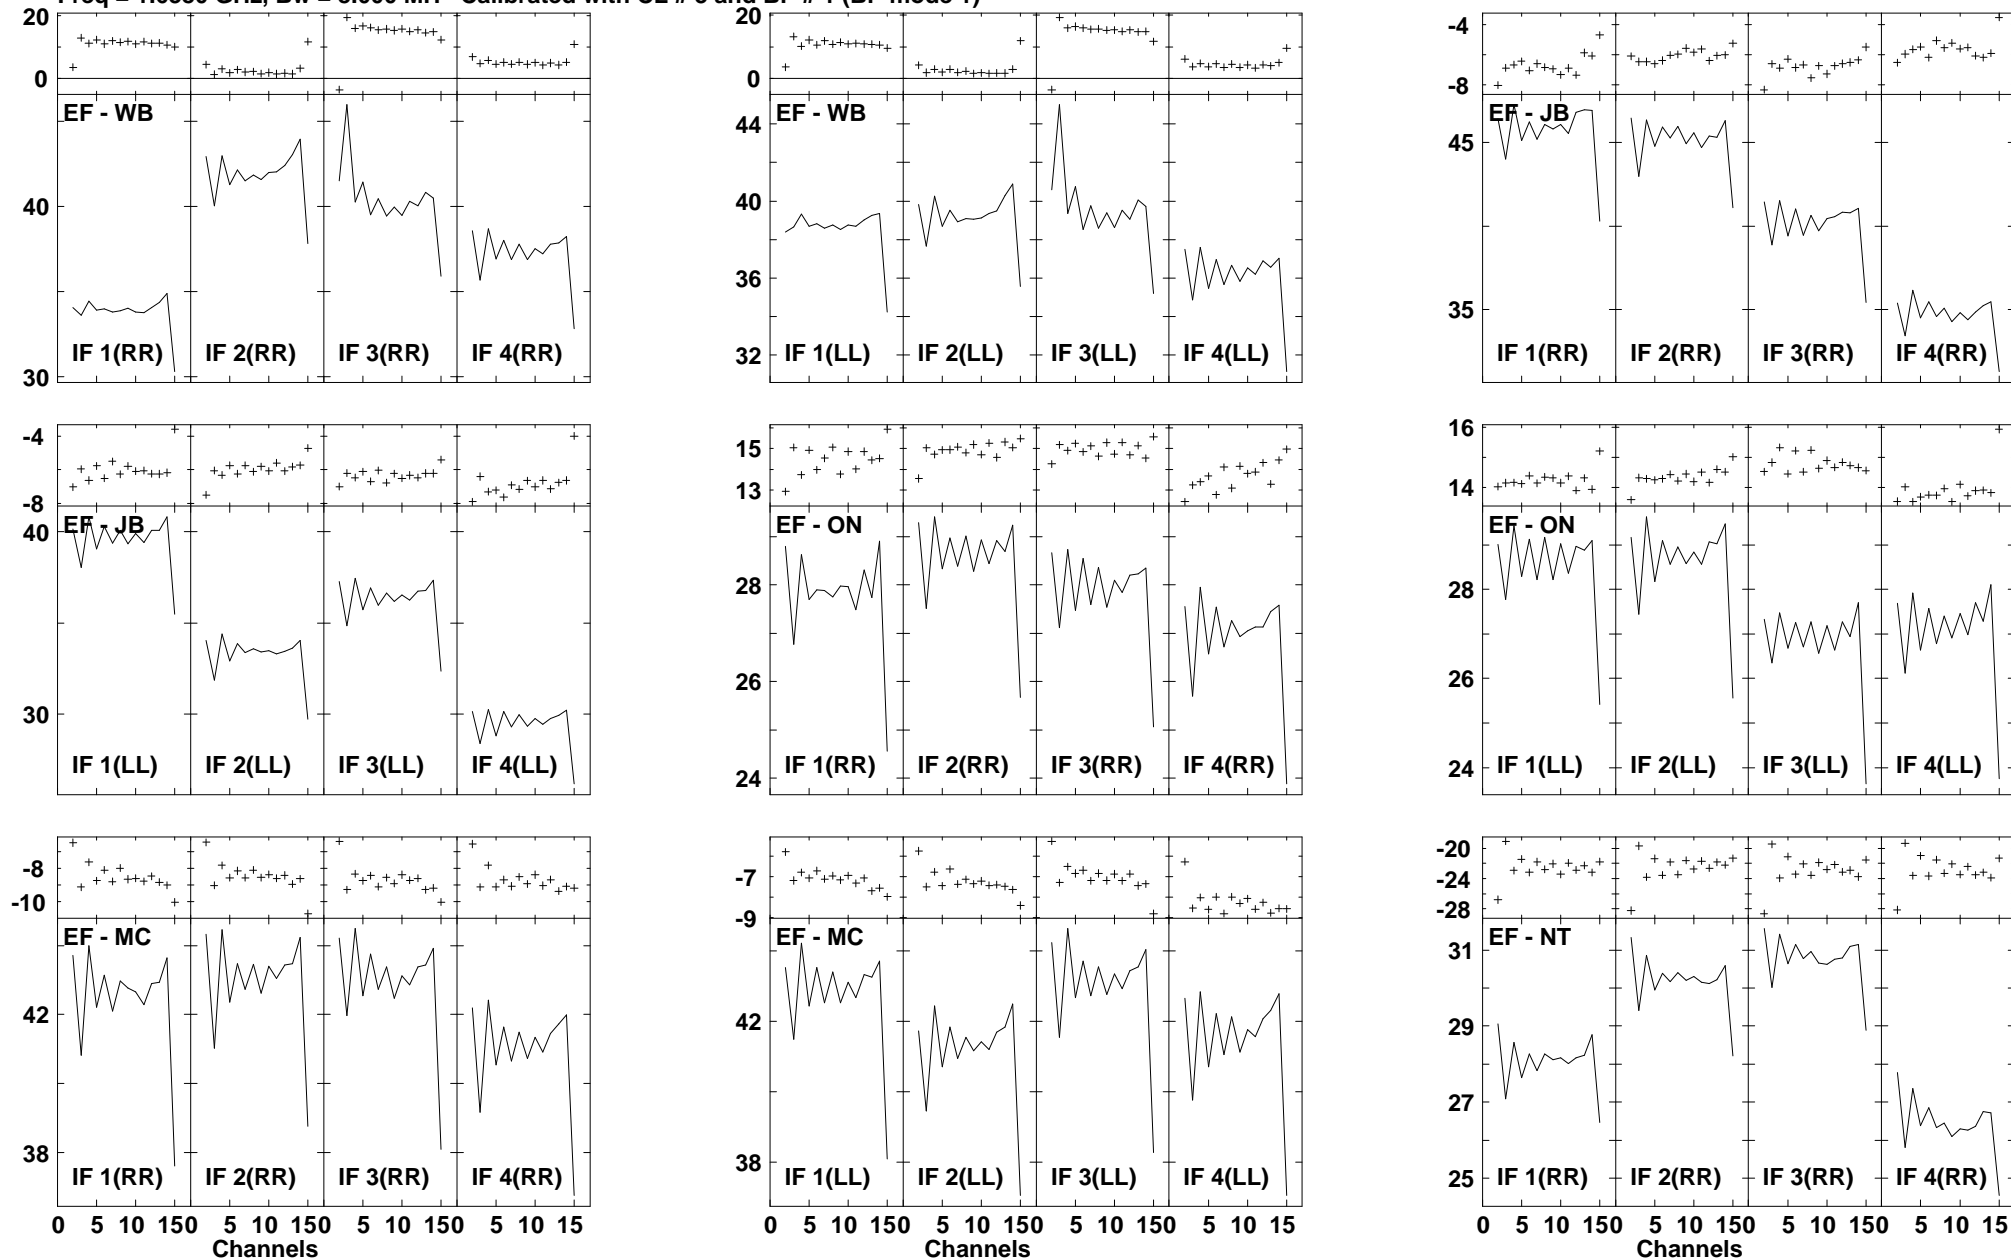 20 0 20 0 -4 -8
EF - WB EF - WB EF - JB
40 30 44 40 36 32 45 35
IF 1(RR) IF 2(RR) IF 3(RR) IF 4(RR) IF 1(LL) IF 2(LL) IF 3(LL) IF 4(LL) IF 1(RR) IF 2(RR) IF 3(RR) IF 4(RR)
-4 -8 15 13 16 14
EF - JB EF - ON EF - ON
40 30 28 26 24 28 26 24
IF 1(LL) IF 2(LL) IF 3(LL) IF 4(LL) IF 1(RR) IF 2(RR) IF 3(RR) IF 4(RR) IF 1(LL) IF 2(LL) IF 3(LL) IF 4(LL)
-8 -10 -7 -9 -20 -24 -28
EF - MC EF - MC EF - NT
42 38 42 38 31 29 27 25
IF 1(RR) IF 2(RR) IF 3(RR) IF 4(RR) IF 1(LL) IF 2(LL) IF 3(LL) IF 4(LL) IF 1(RR) IF 2(RR) IF 3(RR) IF 4(RR)
0 5 10 150 5 10 150 5 10 150 5 10 15 0 5 10 150 5 10 150 5 10 150 5 10 15 0 5 10 150 5 10 150 5 10 150 5 10 15
Channels Channels Channels